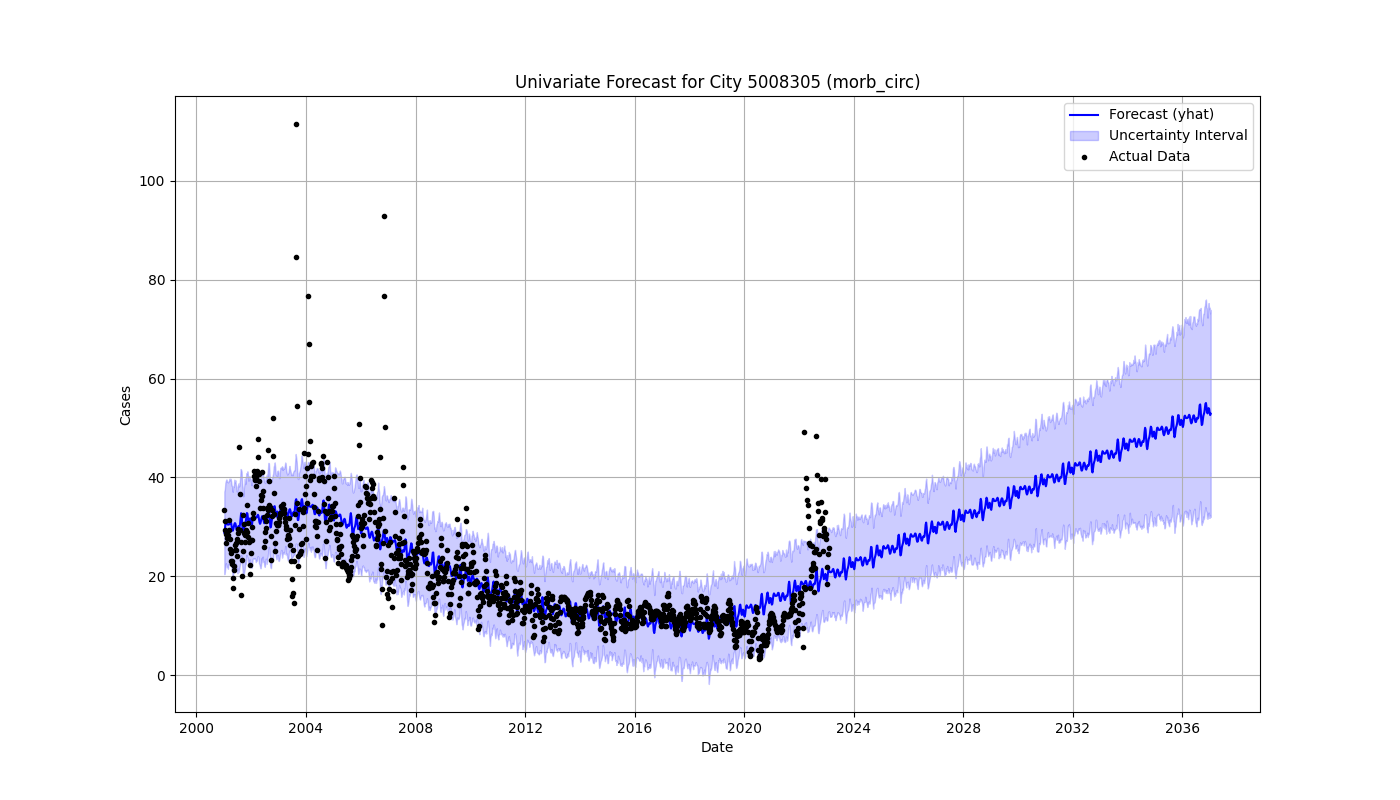 Univariate Forecast for City 5008305 (morb_circ)
Forecast (yhat)
Uncertainty Interval
Actual Data
100
80
60
40
20
0
Cases
2000
2004
2008
2012
2016
2020
2024
2028
2032
2036
Date